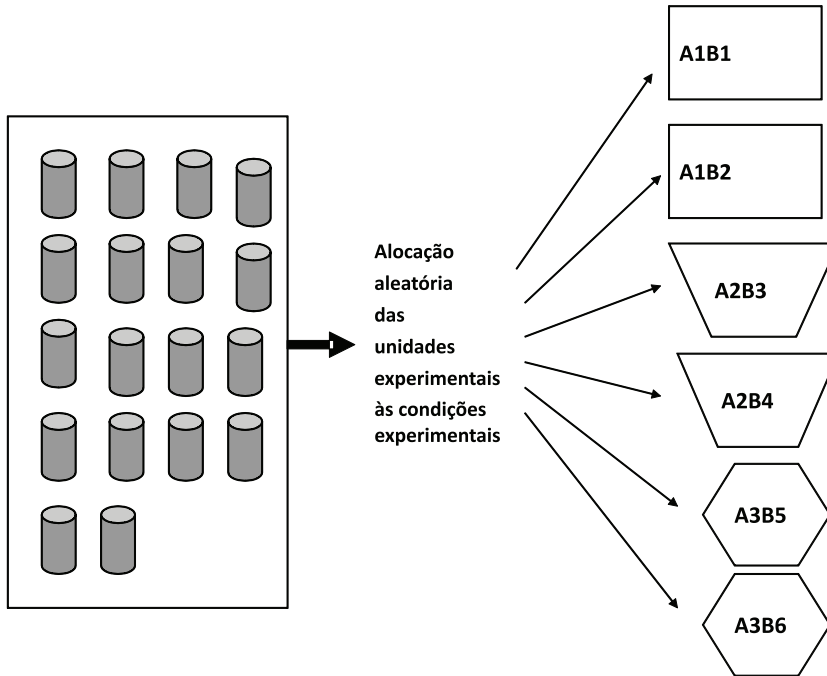 Alocação
aleatória
das
unidades
experimentais
às condições
experimentais
A1B1
A1B2
A2B3
A2B4
A3B5
A3B6